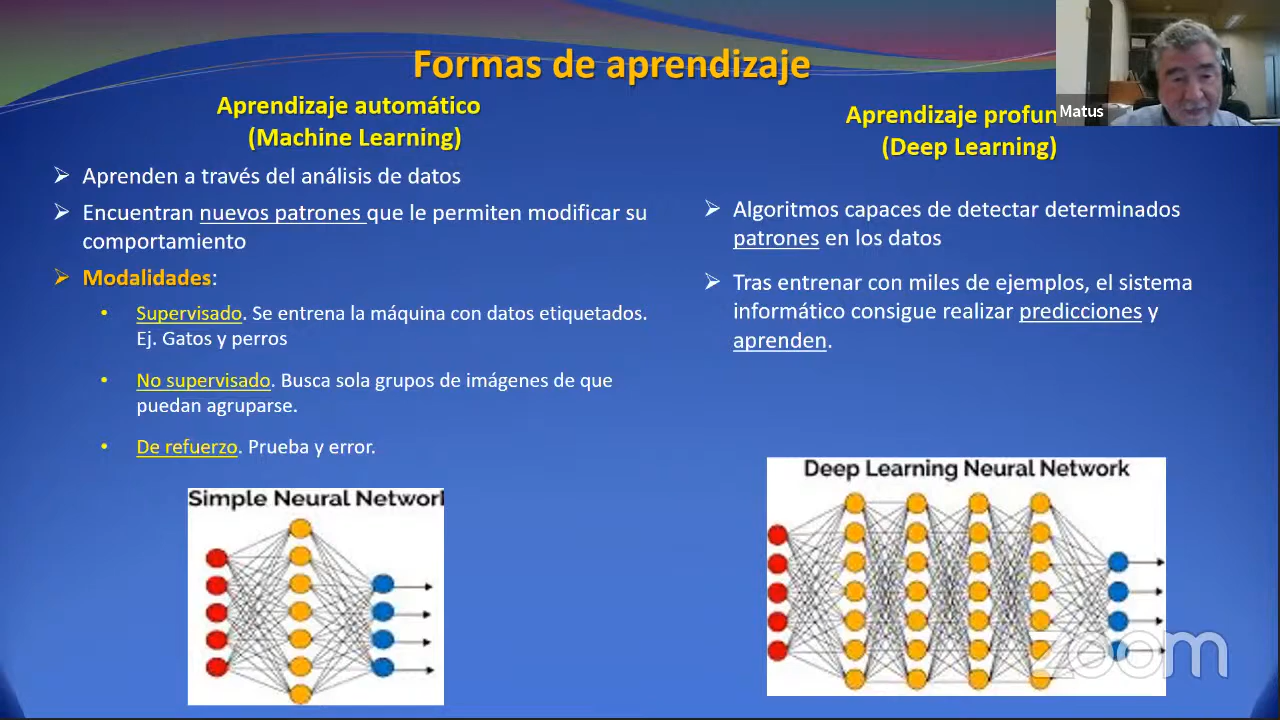 Formas de aprendizaje
Matus
Aprendizaje automático
(Machine Learning)
➢ Aprenden a través del análisis de datos
➢ Encuentran nuevos patrones que le permiten modificar su
comportamiento
➢ Modalidades:
• Supervisado. Se entrena la máquina con datos etiquetados.
Ej. Gatos y perros
• No supervisado. Busca sola grupos de imágenes de que
puedan agruparse.
• De refuerzo. Prueba y error.
Simple Neural Network
Aprendizaje profun
(Deep Learning)
➢ Algoritmos capaces de detectar determinados
patrones en los datos
➢ Tras entrenar con miles de ejemplos, el sistema
informático consigue realizar predicciones y
aprenden.
Deep Learning Neural Network
zoom